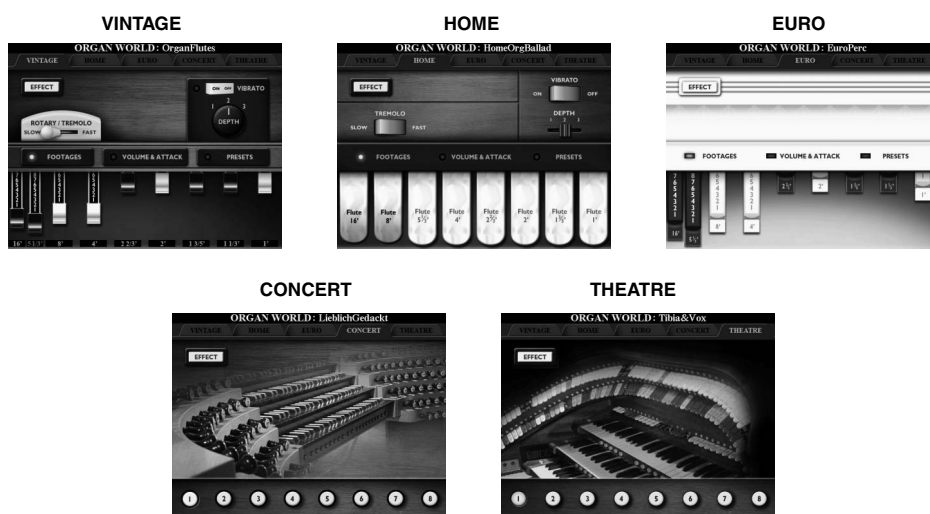 VINTAGE
ORGAN WORLD: OrganFlutes
VINTAGE HOME EURO CONCERT THEATRE
EFFECT
ON OFF VIBRATO
1 2 3
DEPTH
ROTARY / TREMOLO
SLOW FAST
FOOTAGES VOLUME & ATTACK PRESETS
16' 5 1/3' 8' 4' 2 2/3' 2' 1 3/5' 1 1/3' 1'
HOME
ORGAN WORLD: HomeOrgBallad
VINTAGE HOME EURO CONCERT THEATRE
EFFECT
VIBRATO
ON OFF
TREMOLO
SLOW FAST
DEPTH
1 2 3
FOOTAGES VOLUME & ATTACK PRESETS
Flute 16' Flute 8' Flute 5⅓' Flute 4' Flute 2⅔' Flute 2' Flute 1⅗' Flute 1'
EURO
ORGAN WORLD: EuroPerc
VINTAGE HOME EURO CONCERT THEATRE
EFFECT
FOOTAGES VOLUME & ATTACK PRESETS
16' 5⅓' 8' 4' 2⅔' 2' 1⅗' 1⅓' 1'
CONCERT
ORGAN WORLD: LieblichGedackt
VINTAGE HOME EURO CONCERT THEATRE
EFFECT
1 2 3 4 5 6 7 8
THEATRE
ORGAN WORLD: Tibia&Vox
VINTAGE HOME EURO CONCERT THEATRE
EFFECT
1 2 3 4 5 6 7 8